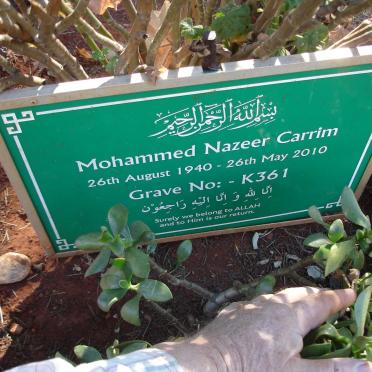 بسم الله الرحمن الرحيم
Mohammed Nazeer Carrim
26th August 1940 - 26th May 2010
Grave No: - K361
انا لله و انا اليه راجعون
Surely we belong to ALLAH
and to Him is our return.